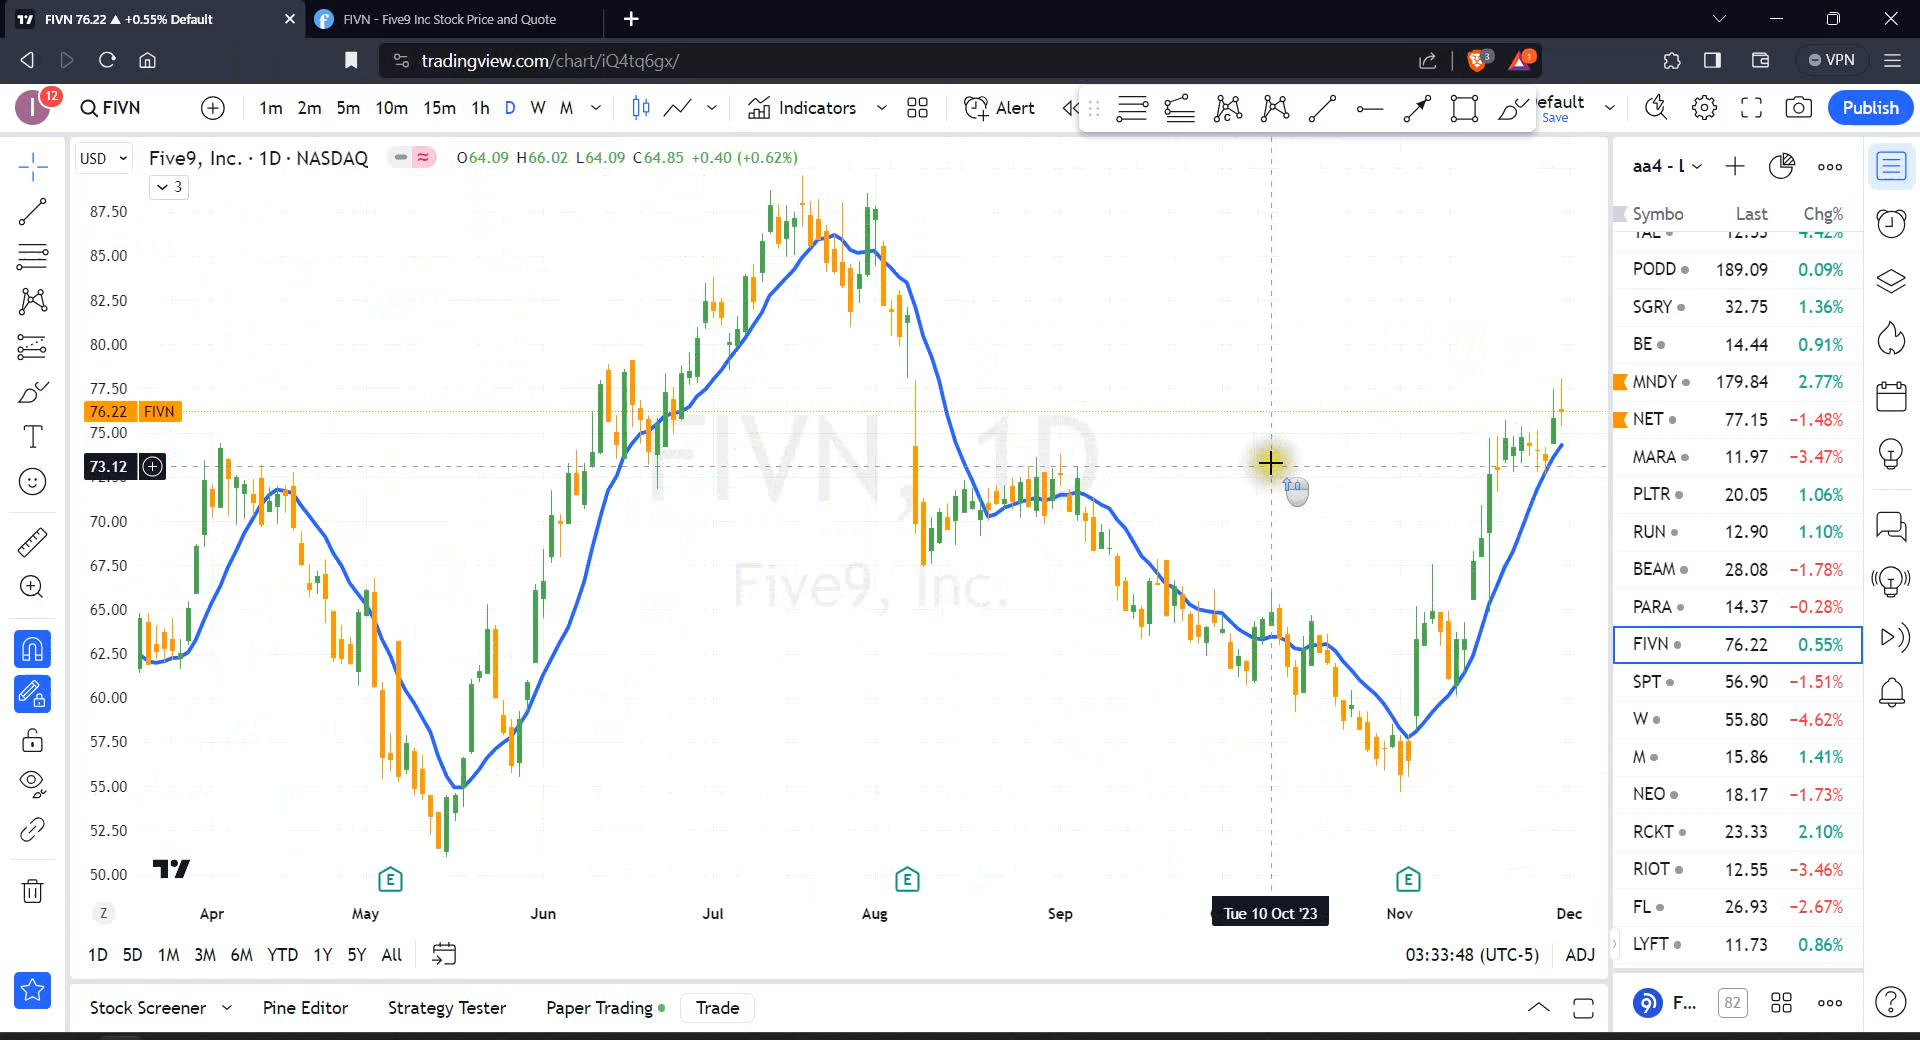 FIVN 76.22 ▲ +0.55% Default
FIVN - Five9 Inc Stock Price and Quote
tradingview.com/chart/iQ4tq6gx/
3
1
VPN
I
12
FIVN
1m 2m 5m 10m 15m 1h D W M
Indicators
Alert
efault
Save
Publish
USD
Five9, Inc. · 1D · NASDAQ
O64.09 H66.02 L64.09 C64.85 +0.40 (+0.62%)
3
87.50
85.00
82.50
80.00
77.50
76.22 FIVN
75.00
73.12
70.00
67.50
65.00
62.50
60.00
57.50
55.00
52.50
50.00
FIVN, 1D
Five9, Inc.
E E E
Z
Apr May Jun Jul Aug Sep Tue 10 Oct '23 Nov Dec
1D 5D 1M 3M 6M YTD 1Y 5Y All
03:33:48 (UTC-5) ADJ
Stock Screener Pine Editor Strategy Tester Paper Trading Trade
aa4 - L
Symbo Last Chg%
PODD 189.09 0.09%
SGRY 32.75 1.36%
BE 14.44 0.91%
MNDY 179.84 2.77%
NET 77.15 −1.48%
MARA 11.97 −3.47%
PLTR 20.05 1.06%
RUN 12.90 1.10%
BEAM 28.08 −1.78%
PARA 14.37 −0.28%
FIVN 76.22 0.55%
SPT 56.90 −1.51%
W 55.80 −4.62%
M 15.86 1.41%
NEO 18.17 −1.73%
RCKT 23.33 2.10%
RIOT 12.55 −3.46%
FL 26.93 −2.67%
LYFT 11.73 0.86%
F... 82